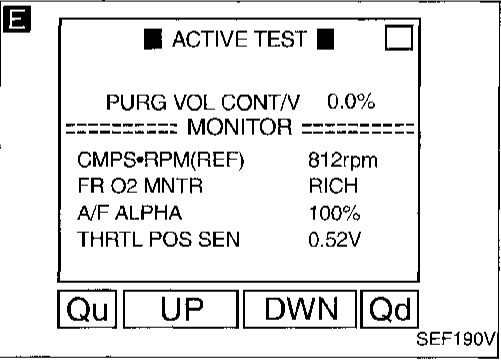 E
■ ACTIVE TEST ■
PURG VOL CONT/V 0.0%
========== MONITOR ==========
CMPS•RPM(REF) 812rpm
FR O2 MNTR RICH
A/F ALPHA 100%
THRTL POS SEN 0.52V
Qu UP DWN Qd
SEF190V